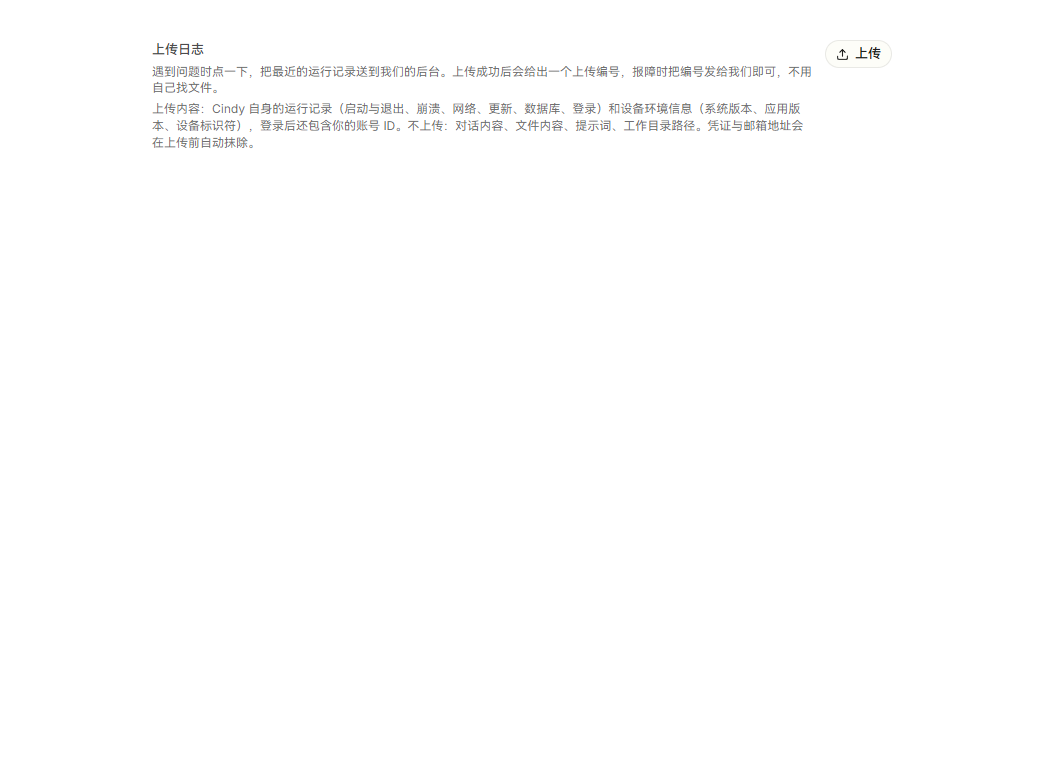 上传日志
上传
遇到问题时点一下，把最近的运行记录送到我们的后台。上传成功后会给出一个上传编号，报障时把编号发给我们即可，不用
自己找文件。
上传内容：Cindy 自身的运行记录（启动与退出、崩溃、网络、更新、数据库、登录）和设备环境信息（系统版本、应用版
本、设备标识符），登录后还包含你的账号 ID。不上传：对话内容、文件内容、提示词、工作目录路径。凭证与邮箱地址会
在上传前自动抹除。